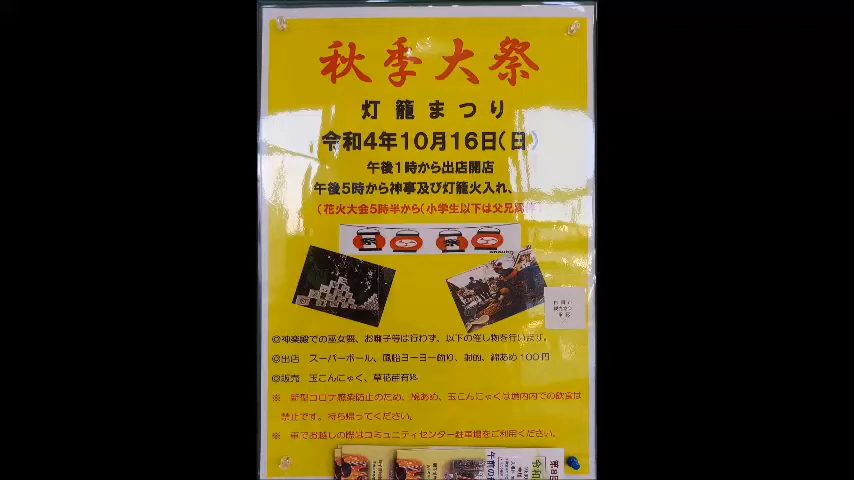 秋季大祭
灯籠まつり
令和4年10月16日(日)
午後1時から出店開店
午後5時から神事及び灯籠火入れ、
(花火大会5時半から(小学生以下は父兄同伴)
◎神楽殿での巫女舞、お囃子等は行わず、以下の催し物を行います。
◎出店 スーパーボール、風船ヨーヨー釣り、射的、綿あめ100円
◎販売 玉こんにゃく、草花苗有料
※ 新型コロナ感染防止のため、綿あめ、玉こんにゃくは境内内での飲食は
禁止です。持ち帰ってください。
※ 車でお越しの際はコミュニティセンター駐車場をご利用ください。